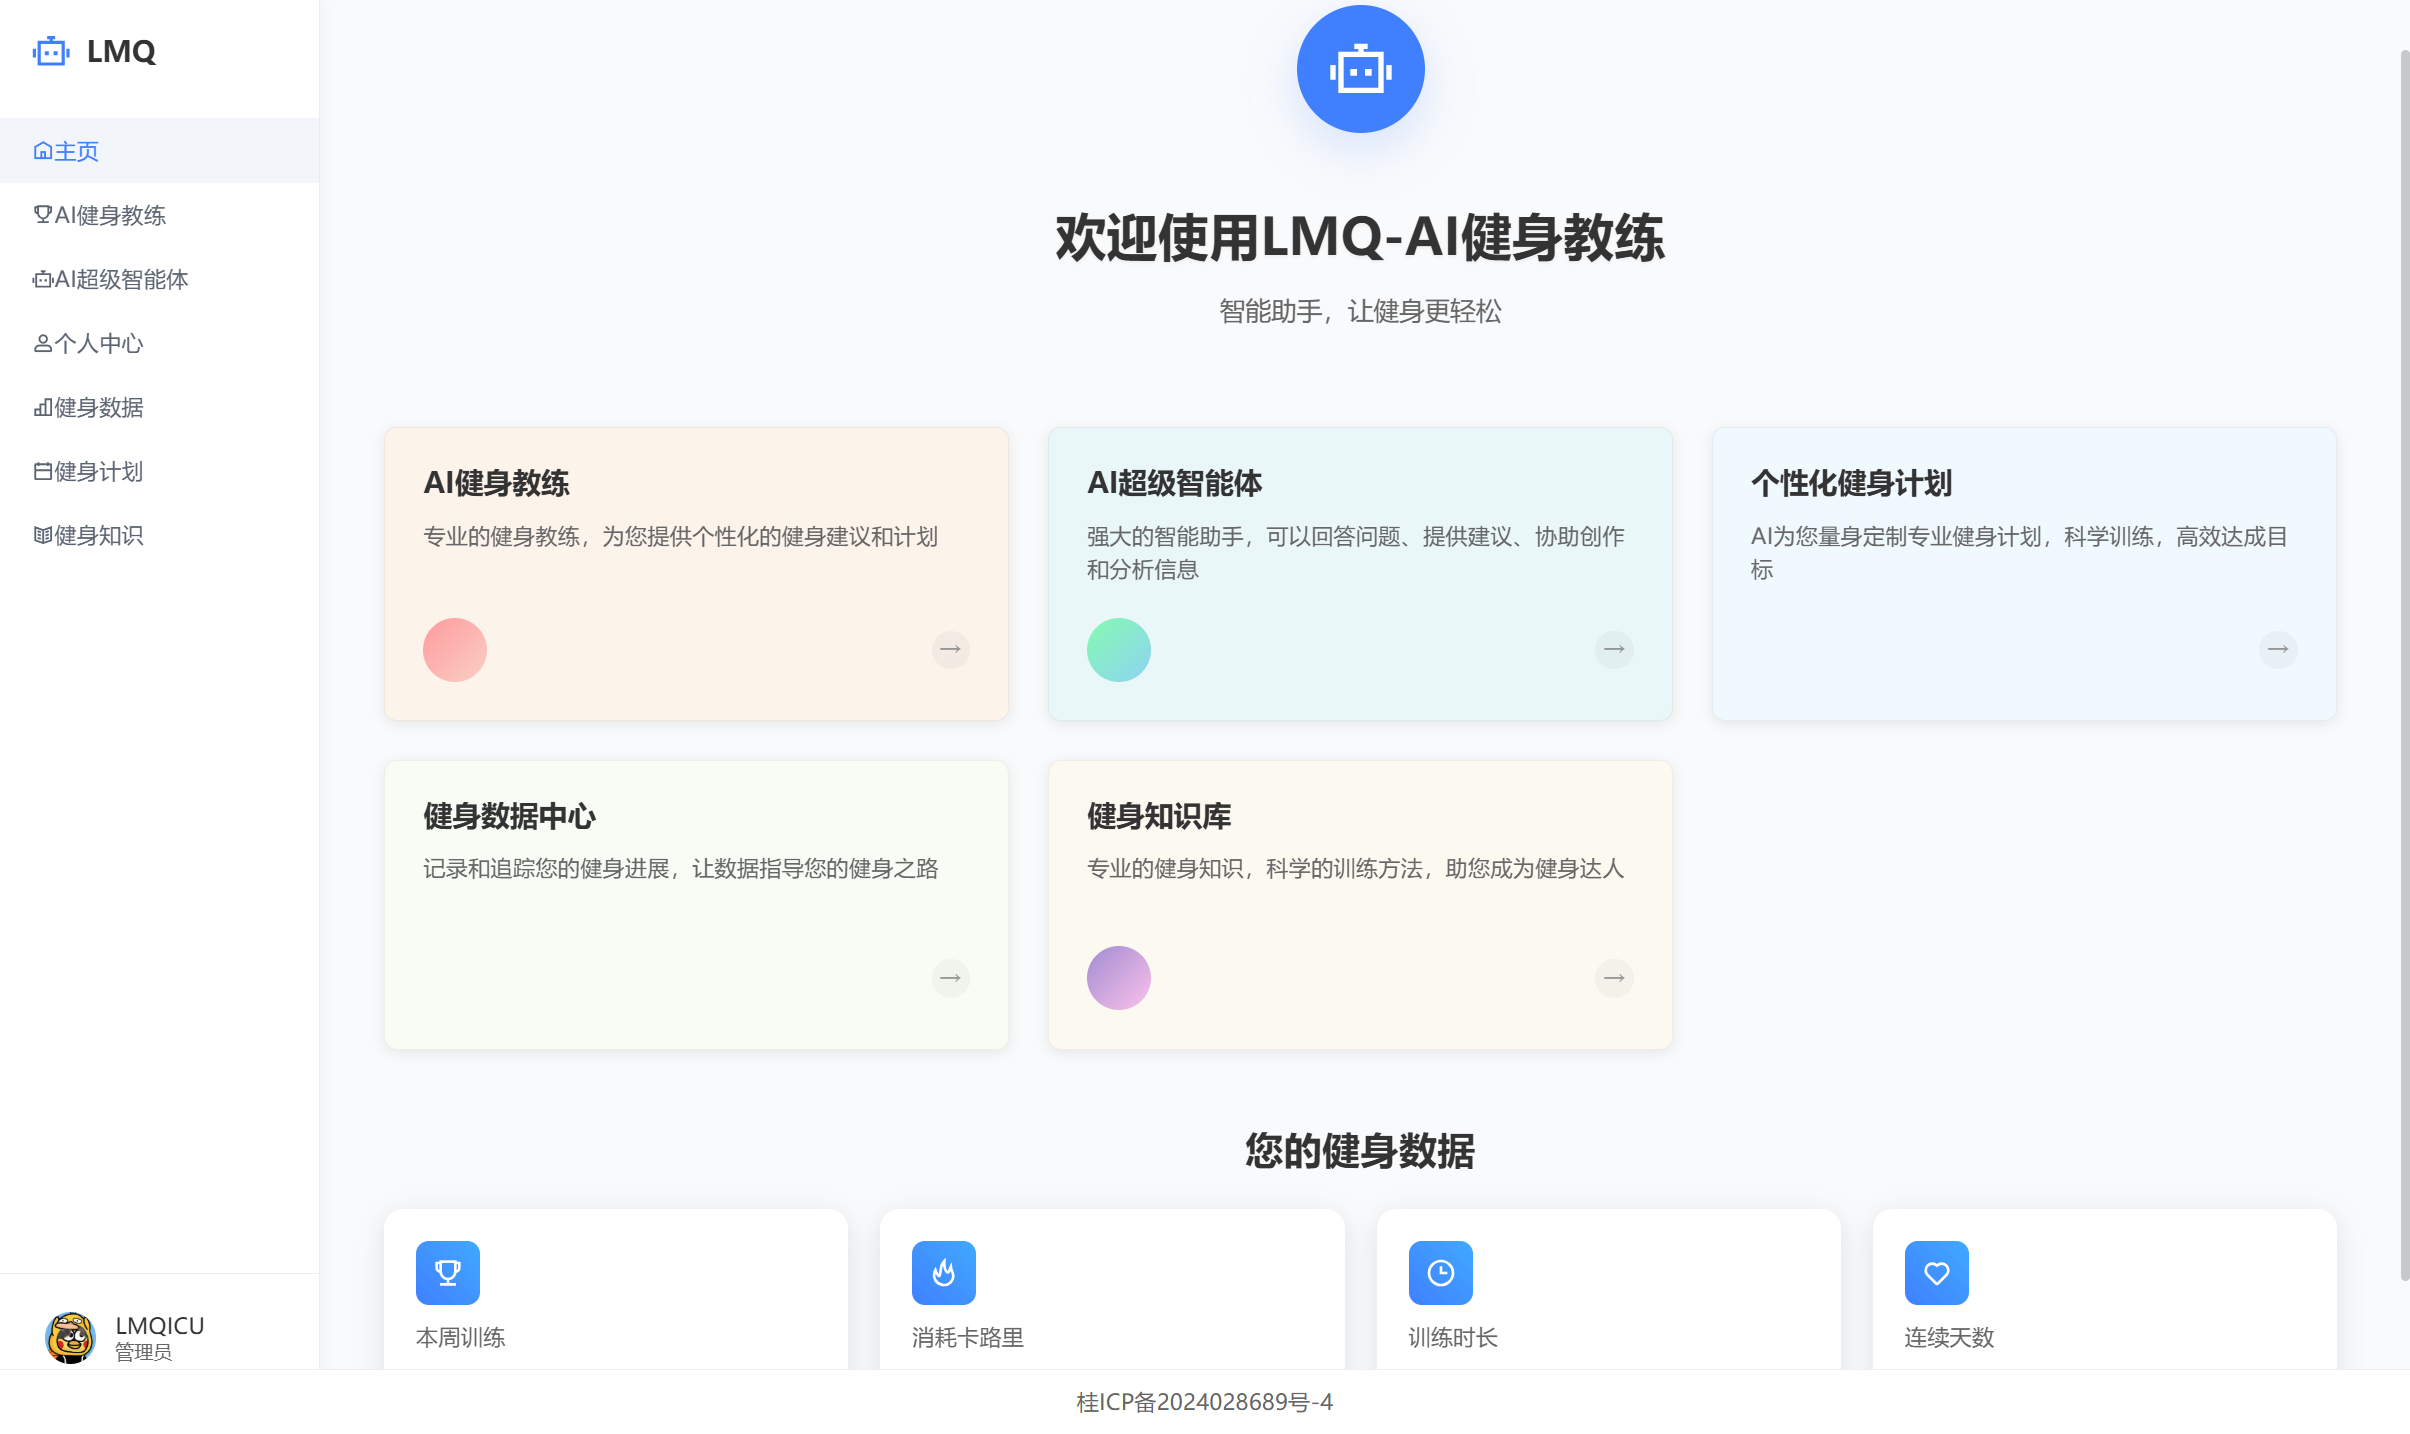 LMQ
主页
AI健身教练
AI超级智能体
个人中心
健身数据
健身计划
健身知识
LMQICU
管理员
欢迎使用LMQ-AI健身教练
智能助手，让健身更轻松
AI健身教练
专业的健身教练，为您提供个性化的健身建议和计划
→
AI超级智能体
强大的智能助手，可以回答问题、提供建议、协助创作
和分析信息
→
个性化健身计划
AI为您量身定制专业健身计划，科学训练，高效达成目
标
→
健身数据中心
记录和追踪您的健身进展，让数据指导您的健身之路
→
健身知识库
专业的健身知识，科学的训练方法，助您成为健身达人
→
您的健身数据
本周训练
消耗卡路里
训练时长
连续天数
桂ICP备2024028689号-4